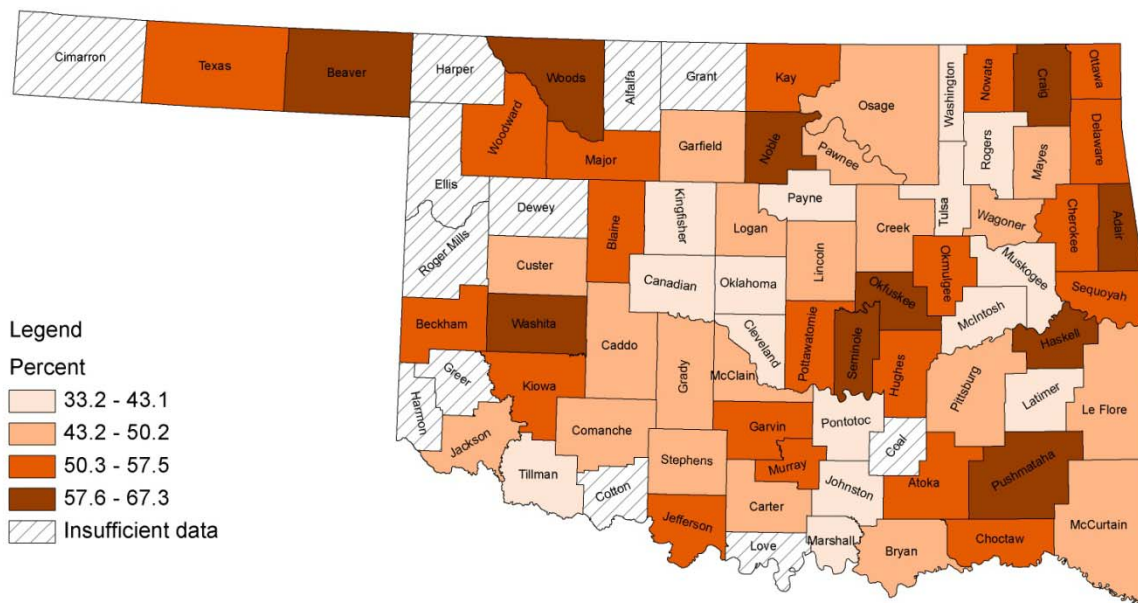 Cimarron
Texas
Beaver
Harper
Woods
Alfalfa
Grant
Kay
Osage
Washington
Nowata
Craig
Ottawa
Woodward
Major
Garfield
Noble
Pawnee
Rogers
Mayes
Delaware
Ellis
Dewey
Blaine
Kingfisher
Logan
Payne
Lincoln
Creek
Tulsa
Wagoner
Cherokee
Adair
Roger Mills
Custer
Canadian
Oklahoma
Okmulgee
Muskogee
Okfuskee
Sequoyah
McIntosh
Beckham
Washita
Caddo
Grady
McClain
Cleveland
Pottawatomie
Seminole
Hughes
Haskell
Pittsburg
Latimer
Le Flore
Greer
Harmon
Kiowa
Jackson
Comanche
Tillman
Cotton
Stephens
Garvin
Murray
Pontotoc
Coal
Atoka
Pushmataha
Johnston
Carter
Jefferson
Love
Marshall
Bryan
Choctaw
McCurtain
Legend
Percent
33.2 - 43.1
43.2 - 50.2
50.3 - 57.5
57.6 - 67.3
Insufficient data